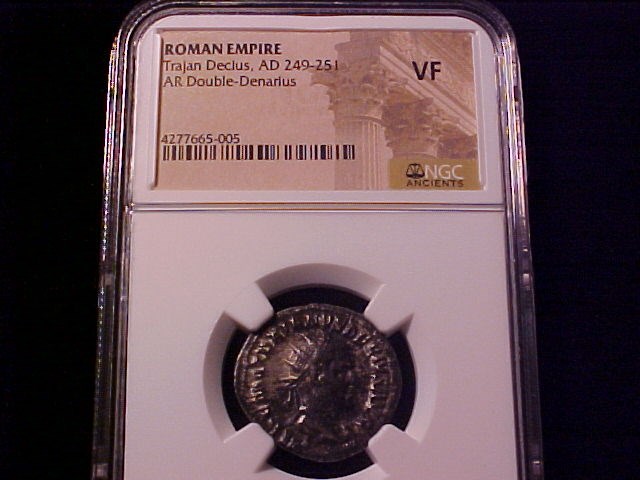 ROMAN EMPIRE
Trajan Decius, AD 249-251
AR Double-Denarius
VF
4277665-005
NGC
ANCIENTS